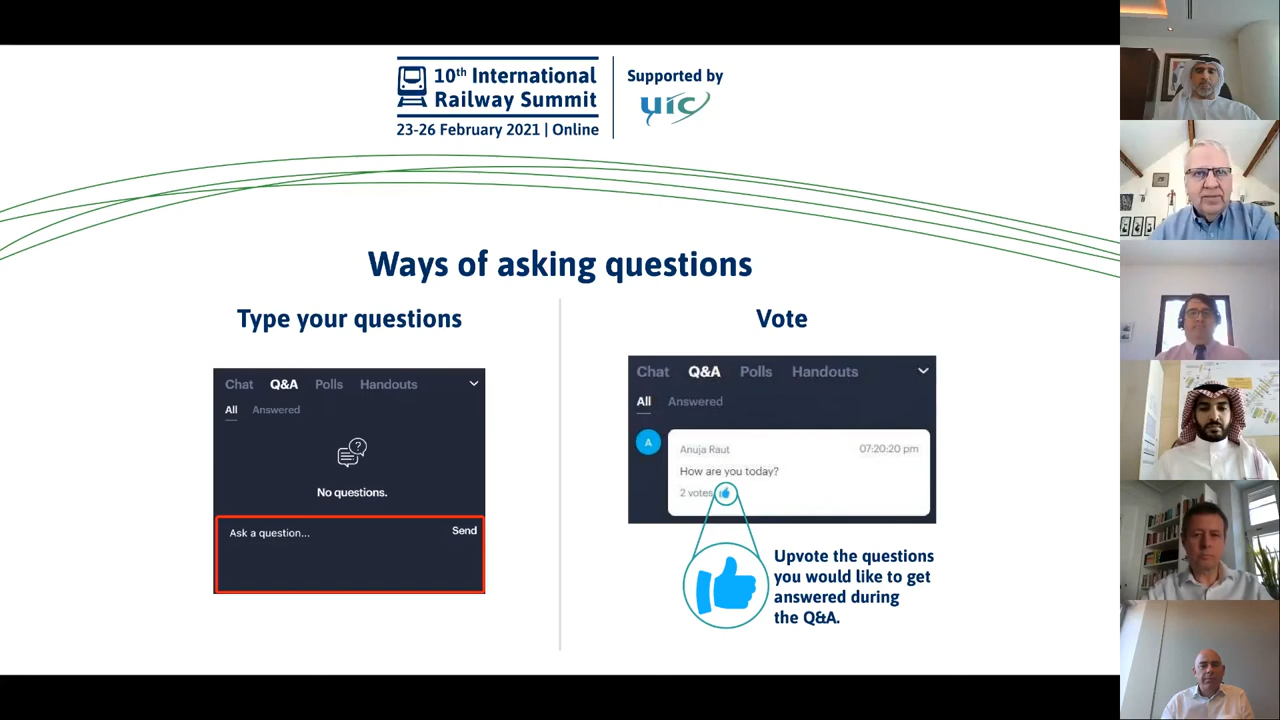 10th International
Railway Summit
23-26 February 2021 | Online
Supported by
uic
Ways of asking questions
Type your questions
Chat Q&A Polls Handouts
All Answered
No questions.
Ask a question...
Send
Vote
Chat Q&A Polls Handouts
All Answered
A
Anuja Raut
07:20:20 pm
How are you today?
2 votes
Upvote the questions
you would like to get
answered during
the Q&A.